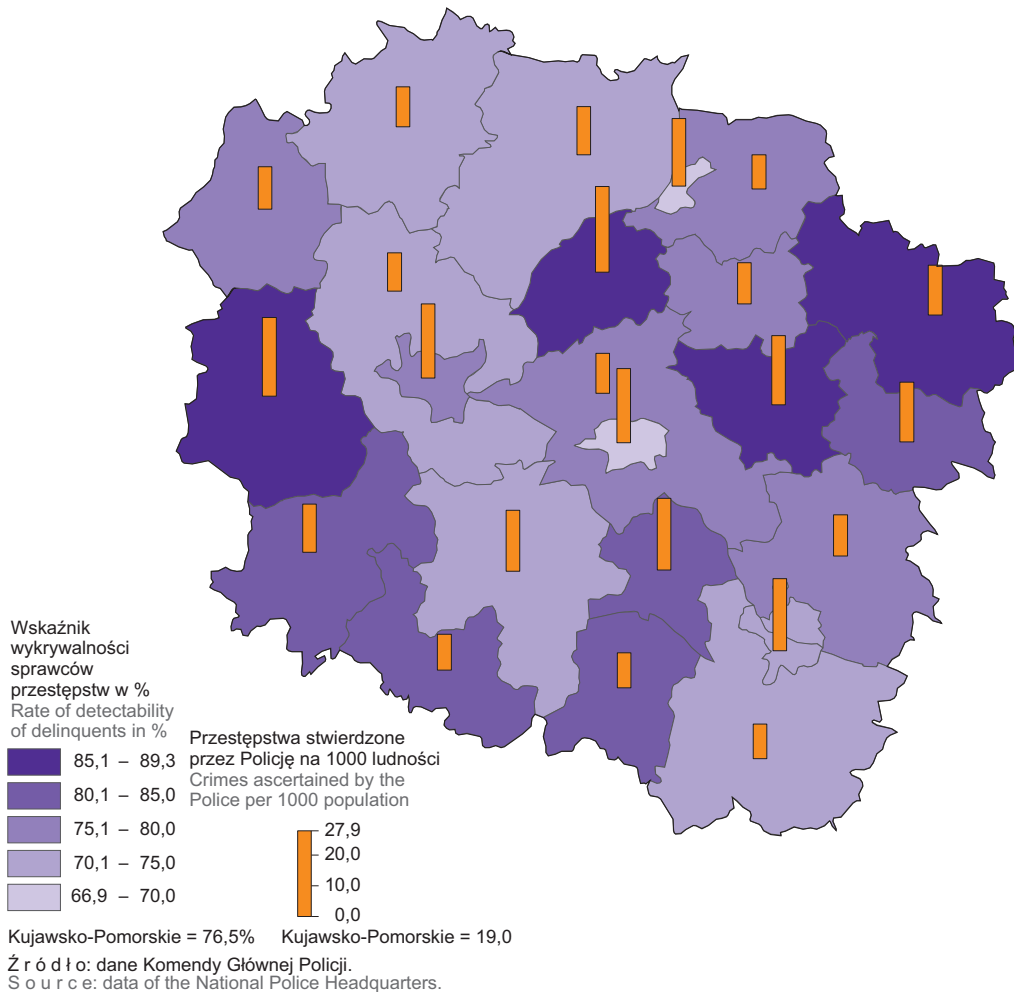 Wskaźnik
wykrywalności
sprawców
przestępstw w %
Rate of detectability
of delinquents in %
85,1 – 89,3
80,1 – 85,0
75,1 – 80,0
70,1 – 75,0
66,9 – 70,0
Przestępstwa stwierdzone
przez Policję na 1000 ludności
Crimes ascertained by the
Police per 1000 population
27,9
20,0
10,0
0,0
Kujawsko-Pomorskie = 76,5% Kujawsko-Pomorskie = 19,0
Ź r ó d ł o: dane Komendy Głównej Policji.
S o u r c e: data of the National Police Headquarters.